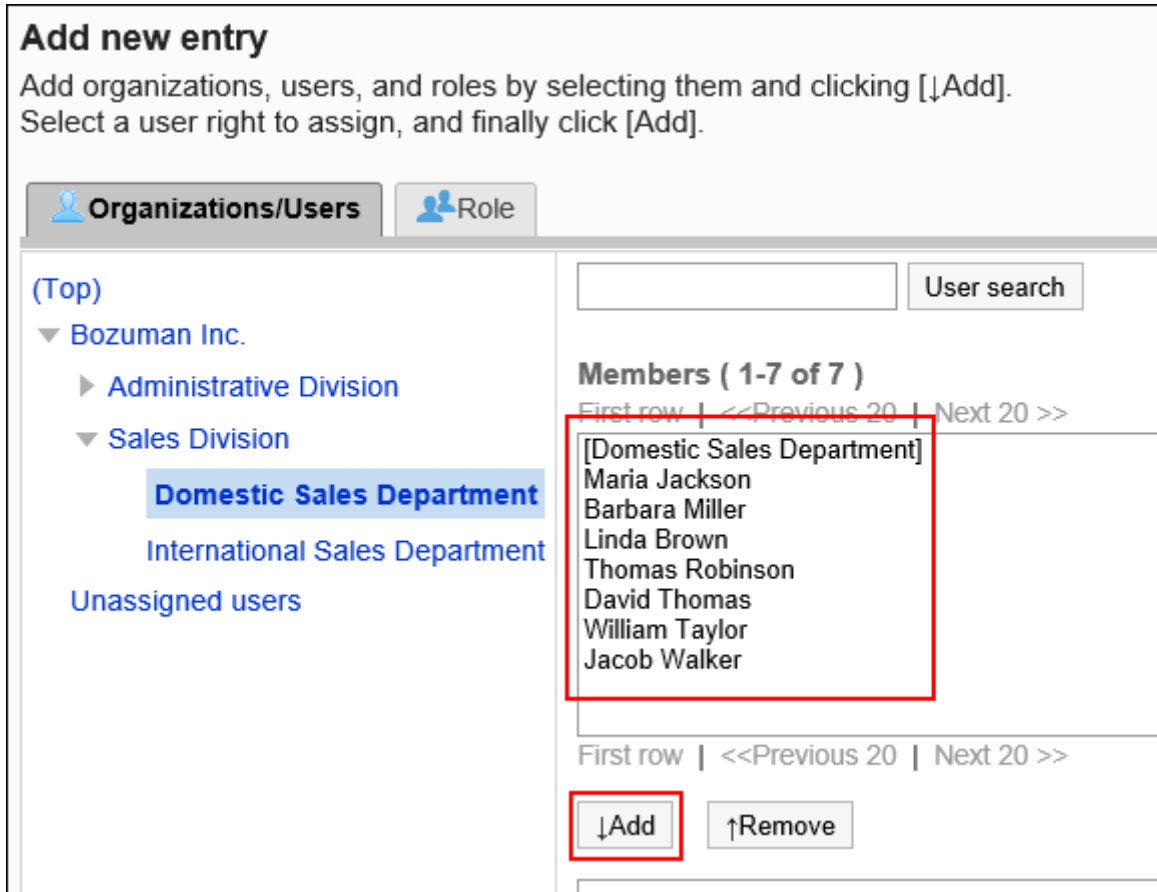 Add new entry
Add organizations, users, and roles by selecting them and clicking [↓Add].
Select a user right to assign, and finally click [Add].
Organizations/Users
Role
(Top)
Bozuman Inc.
Administrative Division
Sales Division
Domestic Sales Department
International Sales Department
Unassigned users
User search
Members ( 1-7 of 7 )
First row | <<Previous 20 | Next 20 >>
[Domestic Sales Department]
Maria Jackson
Barbara Miller
Linda Brown
Thomas Robinson
David Thomas
William Taylor
Jacob Walker
First row | <<Previous 20 | Next 20 >>
↓Add
↑Remove